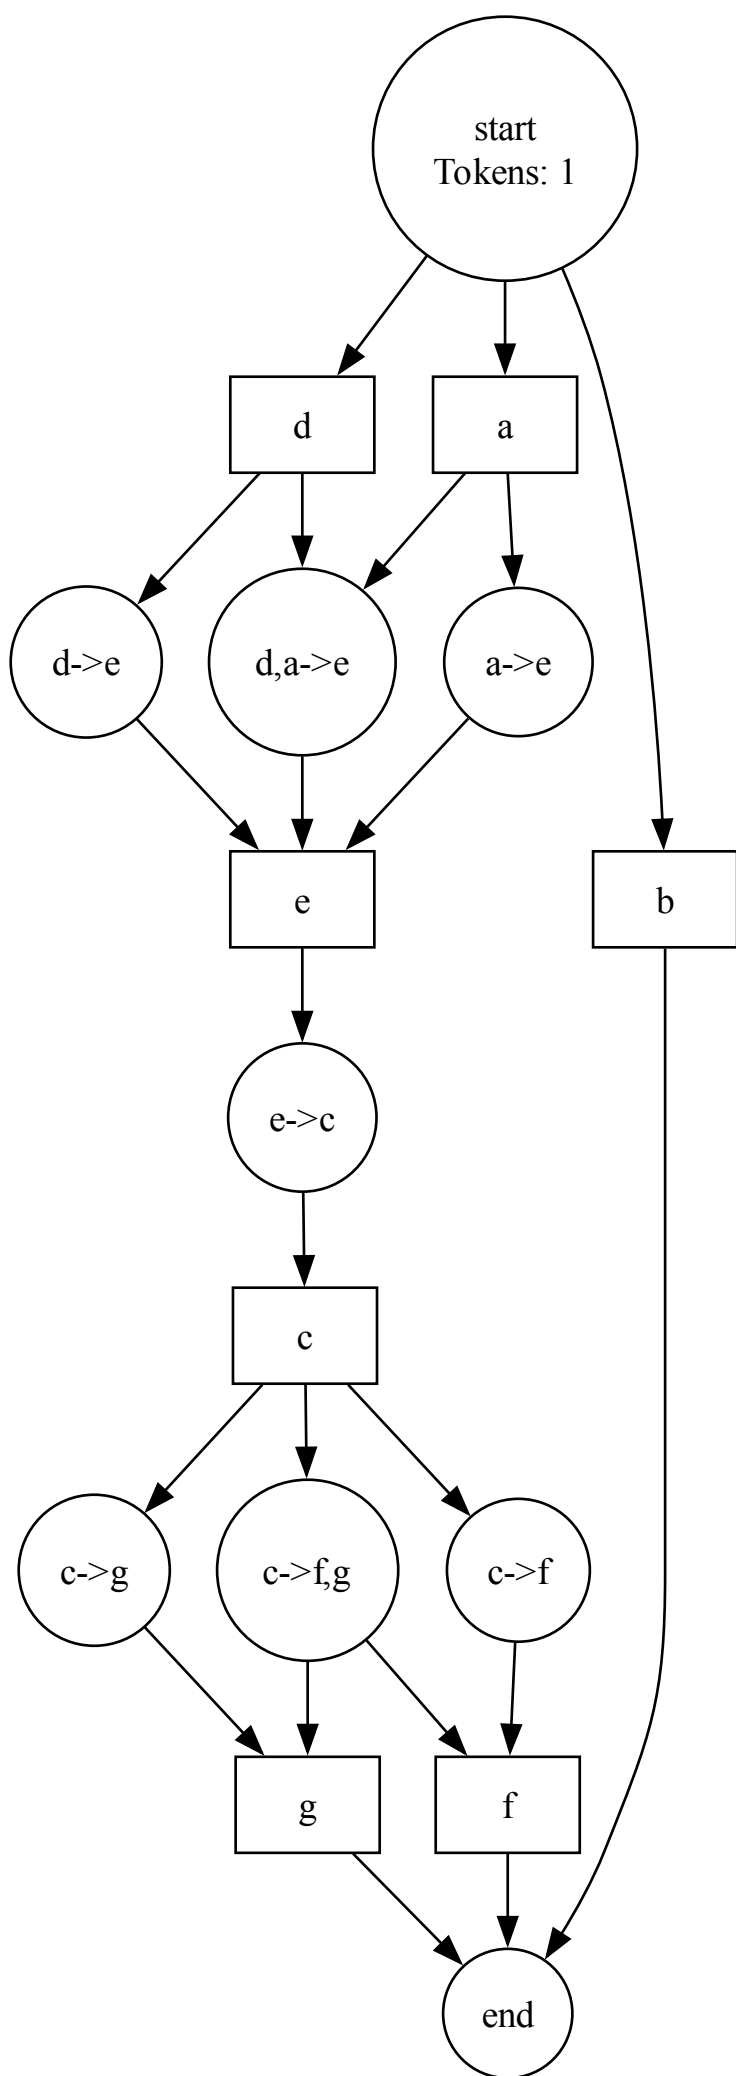 start
Tokens: 1
d
a
d->e
d,a->e
a->e
e
b
e->c
c
c->g
c->f,g
c->f
g
f
end